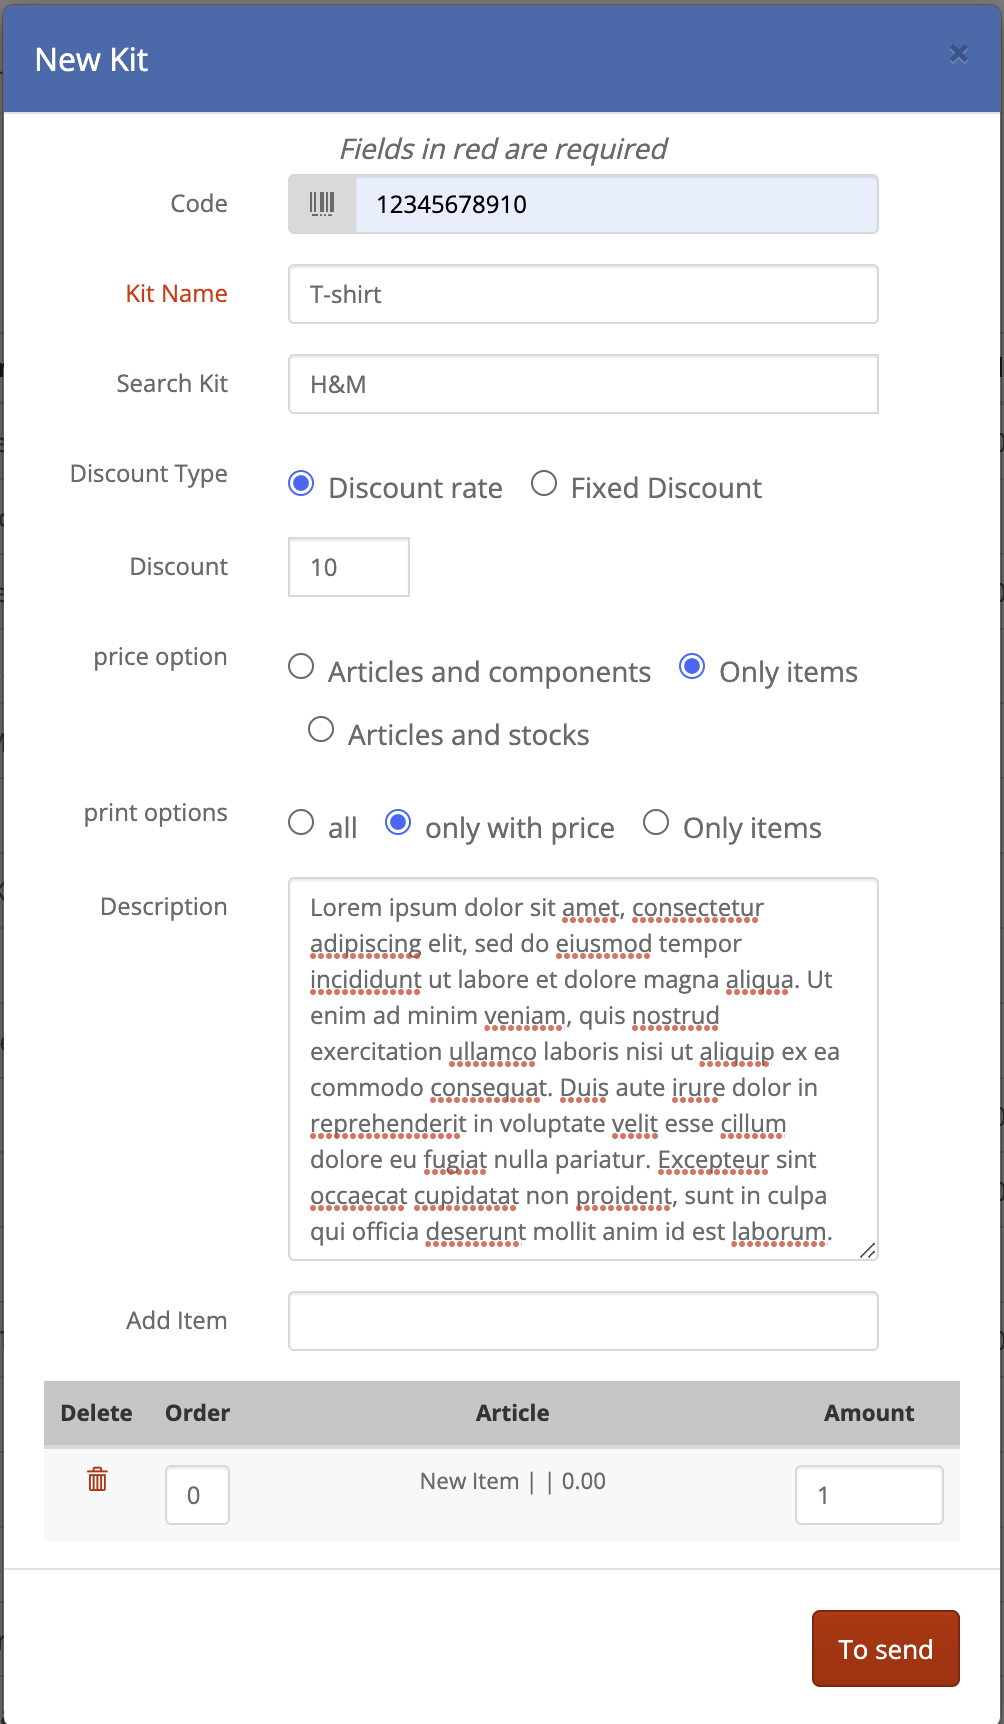 New Kit
×
Fields in red are required
Code 12345678910
Kit Name T-shirt
Search Kit H&M
Discount Type Discount rate Fixed Discount
Discount 10
price option Articles and components Only items
Articles and stocks
print options all only with price Only items
Description Lorem ipsum dolor sit amet, consectetur
adipiscing elit, sed do eiusmod tempor
incididunt ut labore et dolore magna aliqua. Ut
enim ad minim veniam, quis nostrud
exercitation ullamco laboris nisi ut aliquip ex ea
commodo consequat. Duis aute irure dolor in
reprehenderit in voluptate velit esse cillum
dolore eu fugiat nulla pariatur. Excepteur sint
occaecat cupidatat non proident, sunt in culpa
qui officia deserunt mollit anim id est laborum.
Add Item
Delete Order Article Amount
0 New Item | | 0.00 1
To send